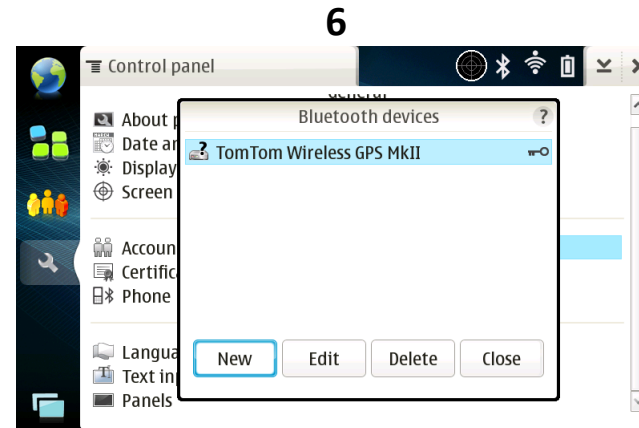 6
Control panel
General
About p
Bluetooth devices
?
Date ar
TomTom Wireless GPS MkII
Display
Screen
Accoun
Certific
Phone
Langua
New
Edit
Delete
Close
Text in
Panels